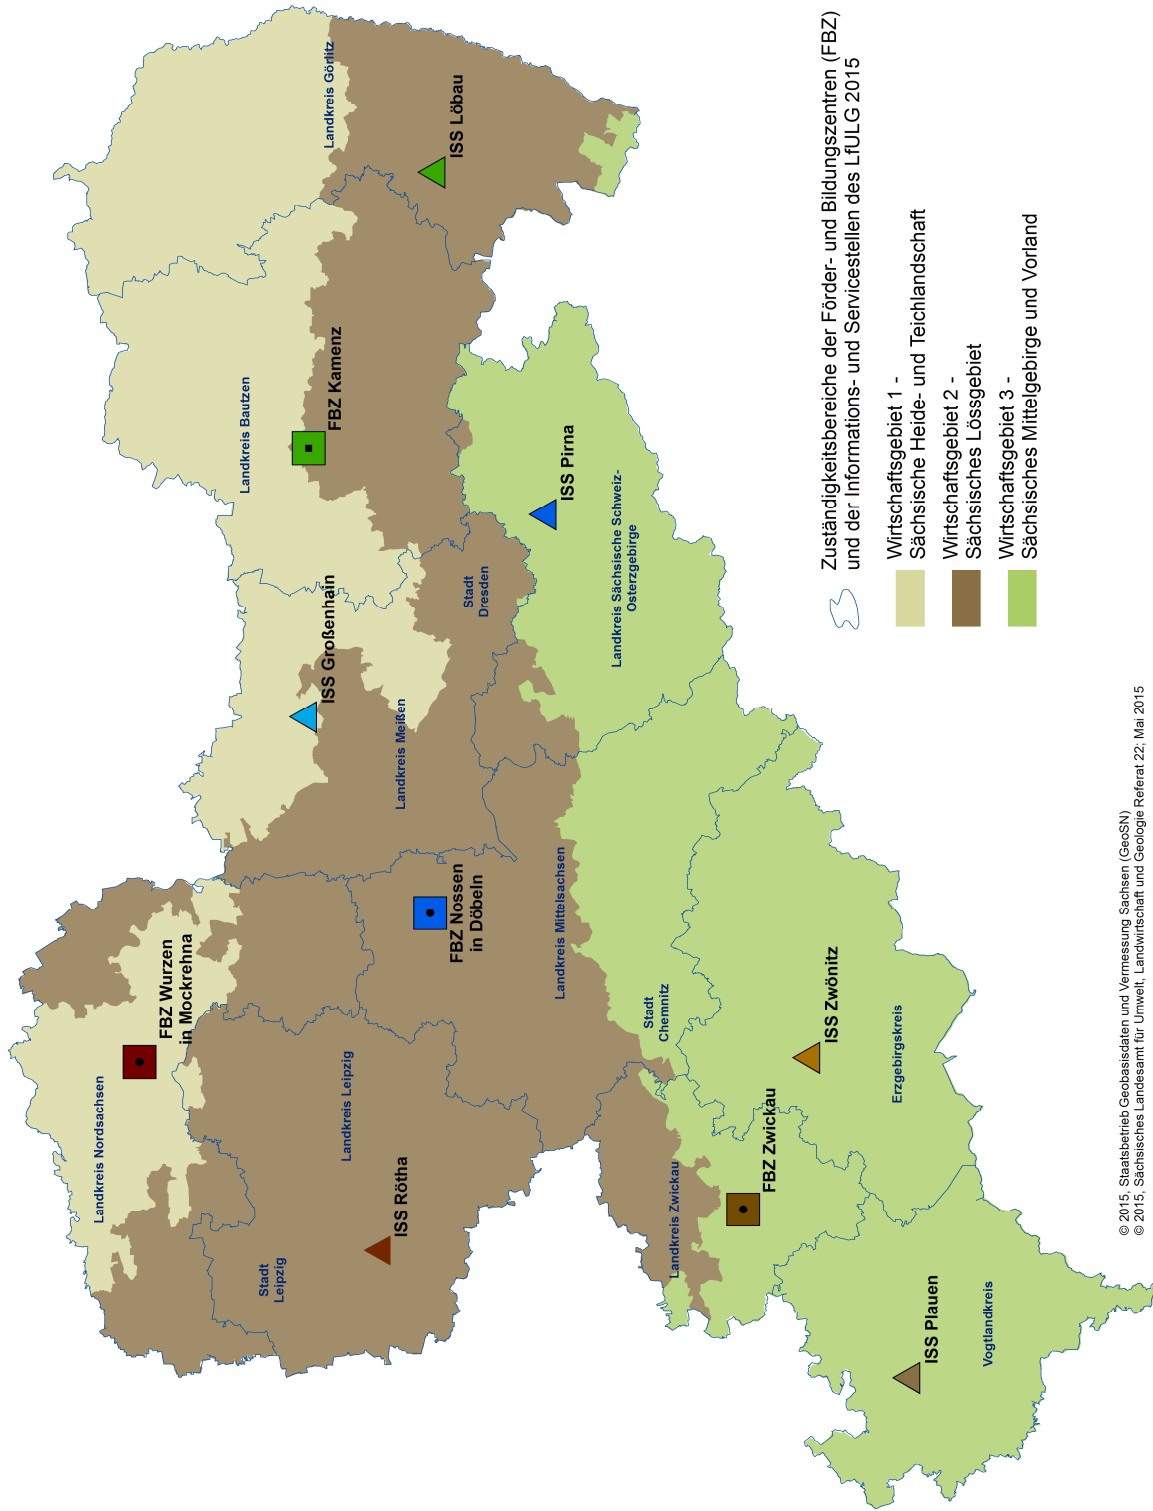 Landkreis Nordsachsen
FBZ Wurzen
in Mockrehna
Stadt
Leipzig
Landkreis Leipzig
ISS Rötha
FBZ Nossen
in Döbeln
Landkreis Mittelsachsen
Landkreis Meißen
ISS Großenhain
Landkreis Bautzen
FBZ Kamenz
Landkreis Görlitz
ISS Löbau
Stadt
Dresden
ISS Pirna
Landkreis Sächsische Schweiz-
Osterzgebirge
Stadt
Chemnitz
Landkreis Zwickau
FBZ Zwickau
ISS Zwönitz
Erzgebirgskreis
ISS Plauen
Vogtlandkreis
Zuständigkeitsbereiche der Förder- und Bildungszentren (FBZ)
und der Informations- und Servicestellen des LfULG 2015
Wirtschaftsgebiet 1 -
Sächsische Heide- und Teichlandschaft
Wirtschaftsgebiet 2 -
Sächsisches Lössgebiet
Wirtschaftsgebiet 3 -
Sächsisches Mittelgebirge und Vorland
© 2015, Staatsbetrieb Geobasisdaten und Vermessung Sachsen (GeoSN)
© 2015, Sächsisches Landesamt für Umwelt, Landwirtschaft und Geologie Referat 22; Mai 2015